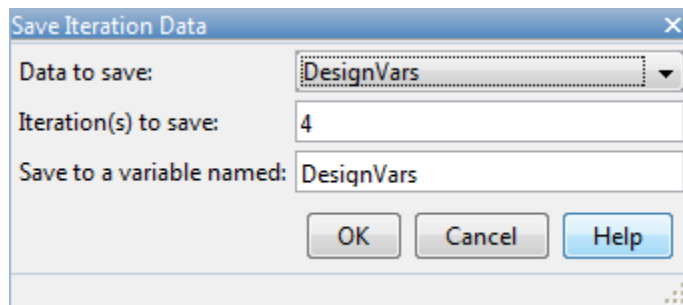 Save Iteration Data
Data to save: DesignVars
Iteration(s) to save: 4
Save to a variable named: DesignVars
OK Cancel Help